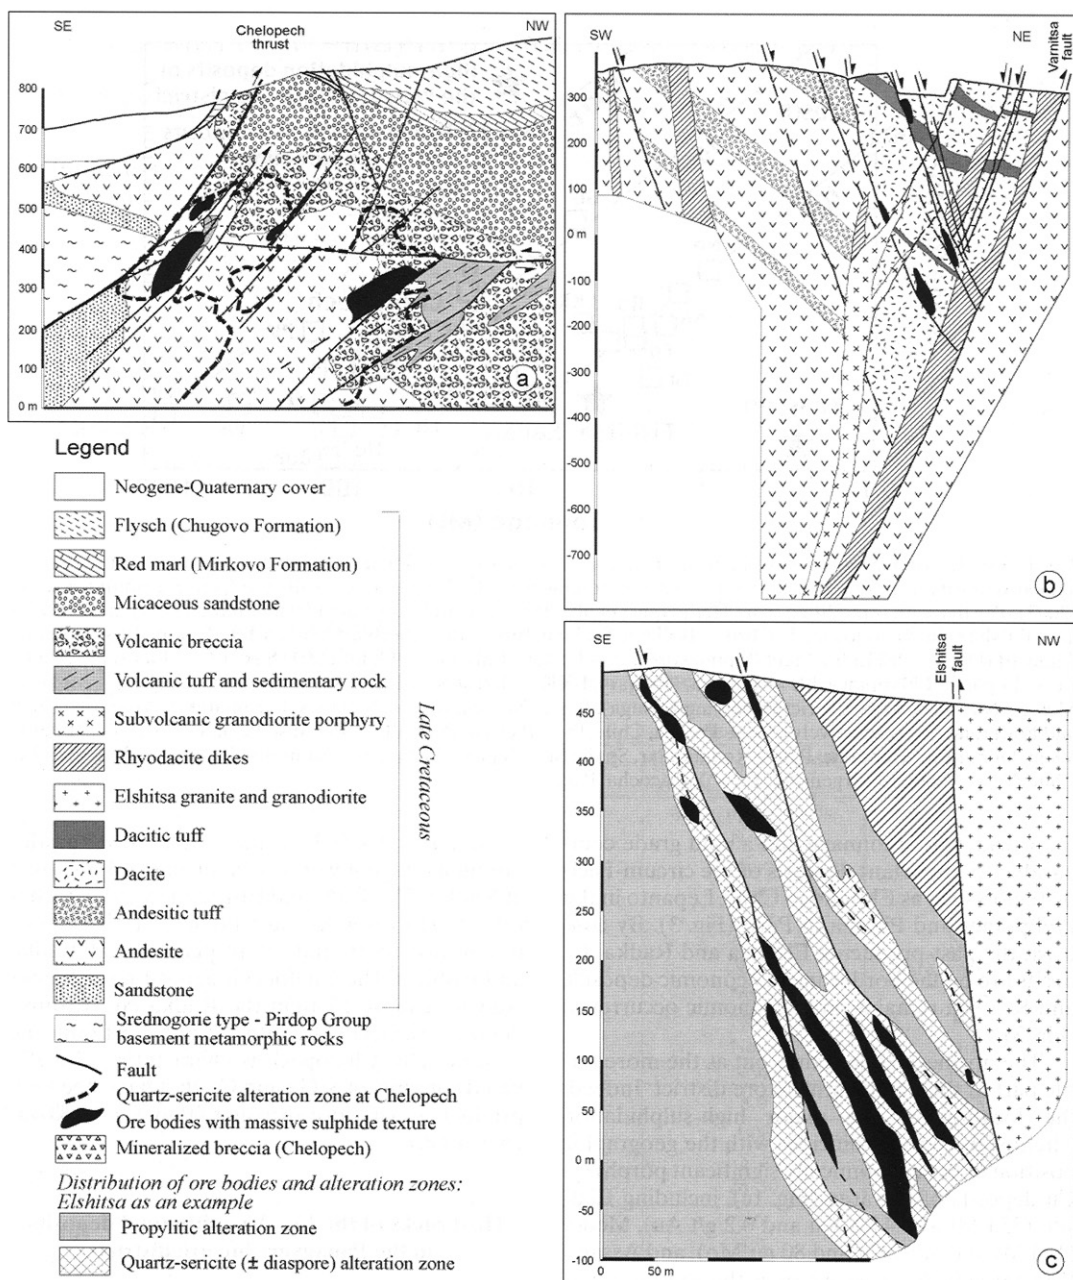 SE
Chelopech
thrust
NW
800
700
600
500
400
300
200
100
0 m
a
SW
NE
Varnitsa
fault
300
200
100
0 m
-100
-200
-300
-400
-500
-600
-700
b
Legend
Neogene-Quaternary cover
Flysch (Chugovo Formation)
Red marl (Mirkovo Formation)
Micaceous sandstone
Volcanic breccia
Volcanic tuff and sedimentary rock
Subvolcanic granodiorite porphyry
Rhyodacite dikes
Elshitsa granite and granodiorite
Dacitic tuff
Dacite
Andesitic tuff
Andesite
Sandstone
Late Cretaceous
Srednogorie type - Pirdop Group
basement metamorphic rocks
Fault
Quartz-sericite alteration zone at Chelopech
Ore bodies with massive sulphide texture
Mineralized breccia (Chelopech)
Distribution of ore bodies and alteration zones:
Elshitsa as an example
Propylitic alteration zone
Quartz-sericite (± diaspore) alteration zone
SE
NW
Elshitsa
fault
450
400
350
300
250
200
150
100
50
0 m
-50
-100
0
50 m
c